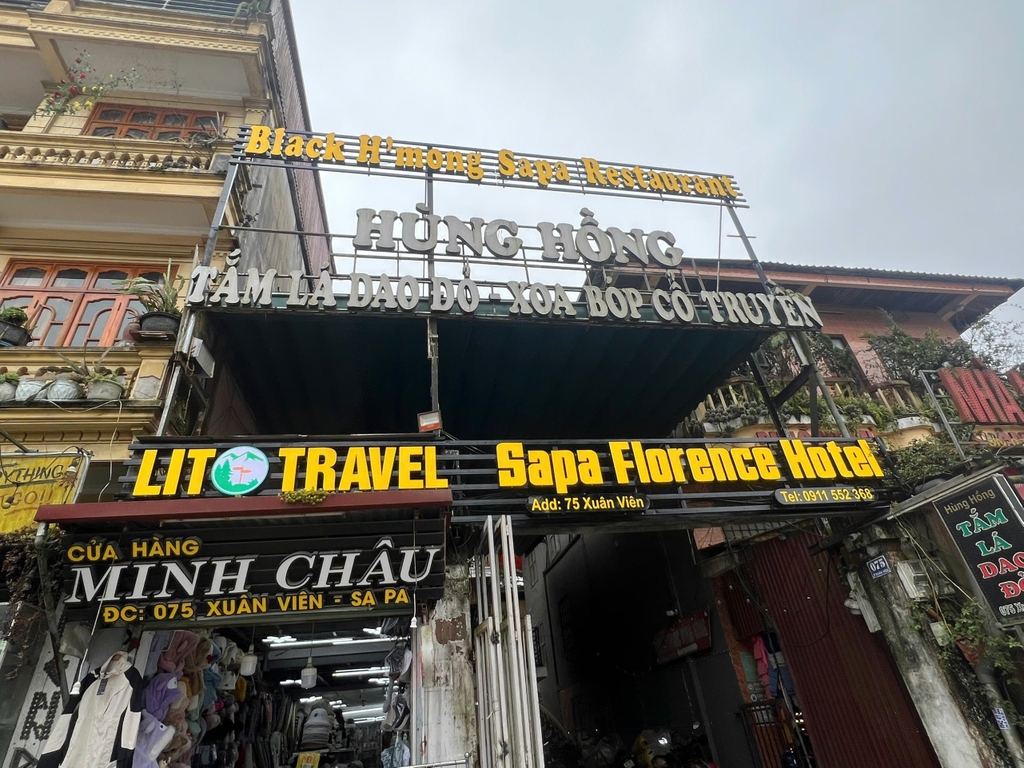 Black H'mong Sapa Restaurant
HÙNG HỒNG
TẮM LÁ DAO ĐỎ XOA BÓP CỔ TRUYỀN
LIT TRAVEL Sapa Florence Hotel
Add: 75 Xuân Viên Tel: 0911 552 368
CỬA HÀNG
MINH CHÂU
ĐC: 075 XUÂN VIÊN - SA PA
075
Hùng Hồng
TẮM
LÁ
DAO
ĐỎ